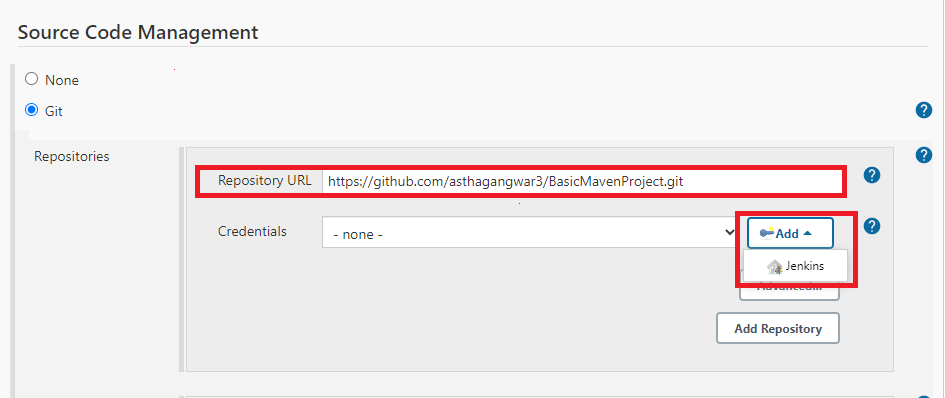 Source Code Management
None
Git
?
Repositories
?
Repository URL https://github.com/asthagangwar3/BasicMavenProject.git
?
Credentials - none - Add
?
Jenkins
Advanced...
Add Repository